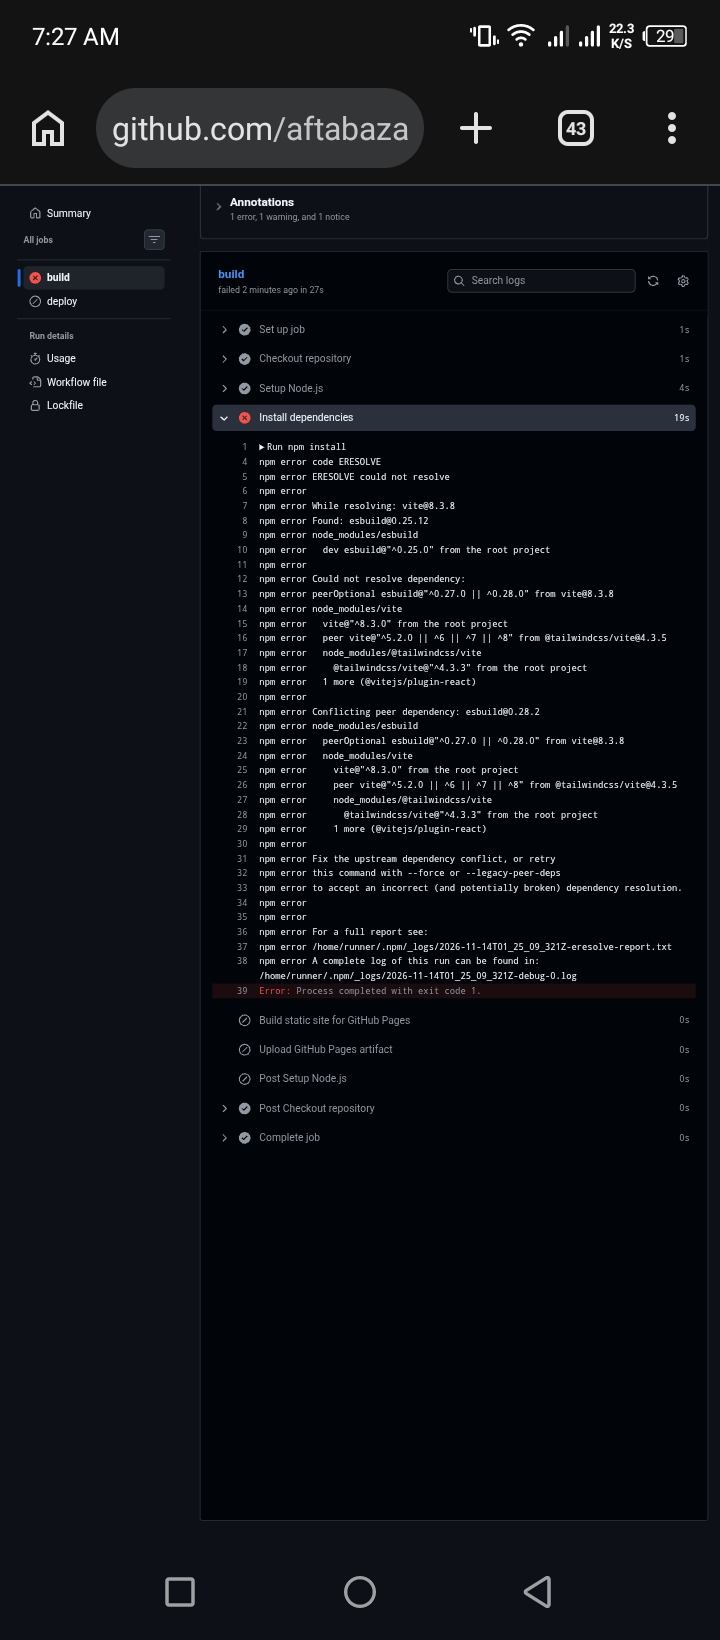 7:27 AM
22.3
K/S
29
github.com/aftabaza
43
Summary
All jobs
build
deploy
Run details
Usage
Workflow file
Lockfile
Annotations
1 error, 1 warning, and 1 notice
build
failed 2 minutes ago in 27s
Search logs
Set up job 1s
Checkout repository 1s
Setup Node.js 4s
Install dependencies 19s
1 Run npm install
4 npm error code ERESOLVE
5 npm error ERESOLVE could not resolve
6 npm error
7 npm error While resolving: vite@8.3.8
8 npm error Found: esbuild@0.25.12
9 npm error node_modules/esbuild
10 npm error   dev esbuild@"^0.25.0" from the root project
11 npm error
12 npm error Could not resolve dependency:
13 npm error peerOptional esbuild@"^0.27.0 || ^0.28.0" from vite@8.3.8
14 npm error node_modules/vite
15 npm error   vite@"^8.3.0" from the root project
16 npm error   peer vite@"^5.2.0 || ^6 || ^7 || ^8" from @tailwindcss/vite@4.3.5
17 npm error   node_modules/@tailwindcss/vite
18 npm error     @tailwindcss/vite@"^4.3.3" from the root project
19 npm error   1 more (@vitejs/plugin-react)
20 npm error
21 npm error Conflicting peer dependency: esbuild@0.28.2
22 npm error node_modules/esbuild
23 npm error   peerOptional esbuild@"^0.27.0 || ^0.28.0" from vite@8.3.8
24 npm error   node_modules/vite
25 npm error     vite@"^8.3.0" from the root project
26 npm error     peer vite@"^5.2.0 || ^6 || ^7 || ^8" from @tailwindcss/vite@4.3.5
27 npm error     node_modules/@tailwindcss/vite
28 npm error       @tailwindcss/vite@"^4.3.3" from the root project
29 npm error     1 more (@vitejs/plugin-react)
30 npm error
31 npm error Fix the upstream dependency conflict, or retry
32 npm error this command with --force or --legacy-peer-deps
33 npm error to accept an incorrect (and potentially broken) dependency resolution.
34 npm error
35 npm error
36 npm error For a full report see:
37 npm error /home/runner/.npm/_logs/2026-11-14T01_25_09_321Z-eresolve-report.txt
38 npm error A complete log of this run can be found in:
/home/runner/.npm/_logs/2026-11-14T01_25_09_321Z-debug-0.log
39 Error: Process completed with exit code 1.
Build static site for GitHub Pages 0s
Upload GitHub Pages artifact 0s
Post Setup Node.js 0s
Post Checkout repository 0s
Complete job 0s